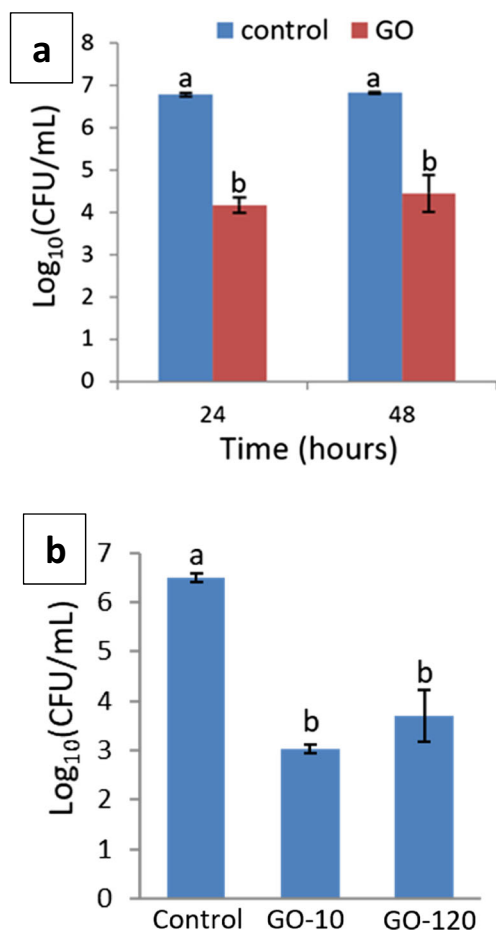 a
control GO
8
7
6
5
4
3
2
1
0
Log₁₀(CFU/mL)
a
b
a
b
24 48
Time (hours)
b
7
6
5
4
3
2
1
0
Log₁₀(CFU/mL)
a
b
b
Control GO-10 GO-120